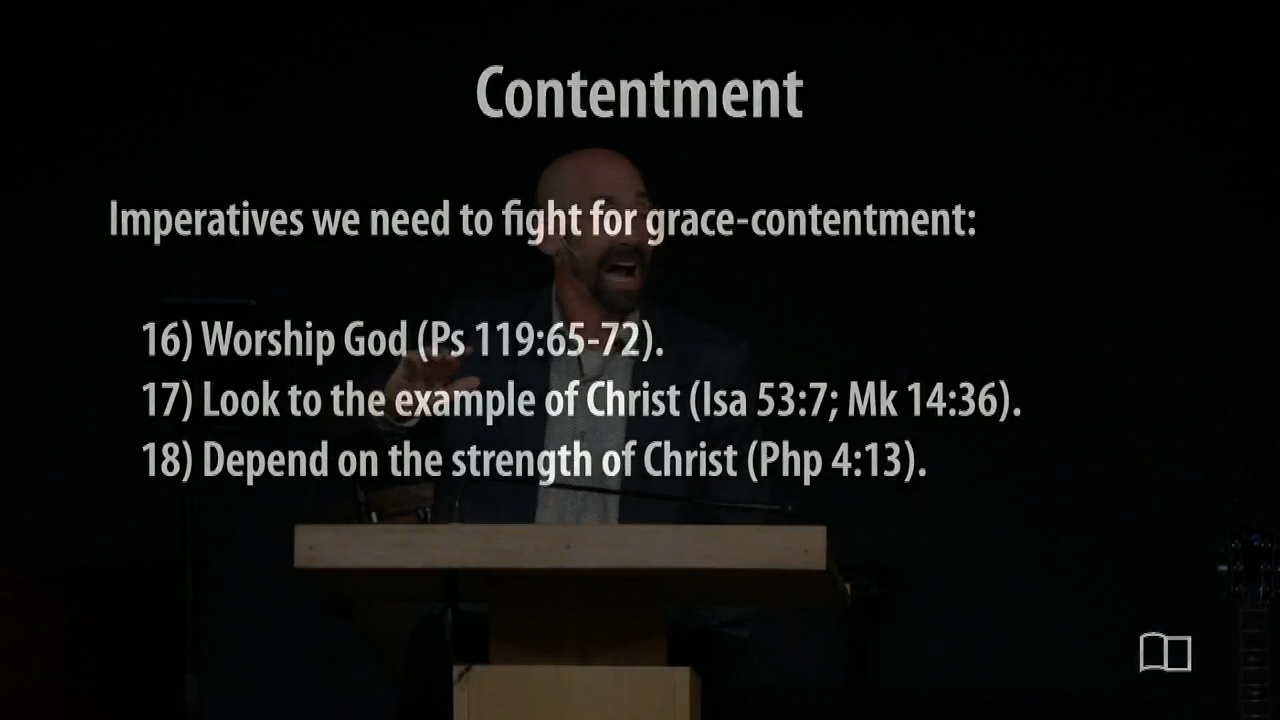 Contentment
Imperatives we need to fight for grace-contentment:
16) Worship God (Ps 119:65-72).
17) Look to the example of Christ (Isa 53:7; Mk 14:36).
18) Depend on the strength of Christ (Php 4:13).